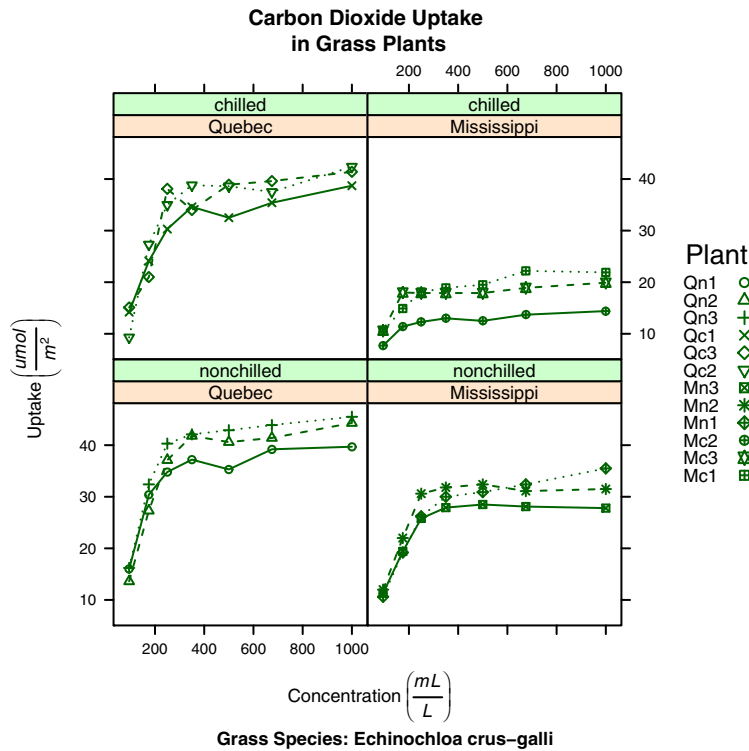 Carbon Dioxide Uptake
in Grass Plants
200 400 600 800 1000
chilled chilled
Quebec Mississippi
40
30
20
10
nonchilled nonchilled
Quebec Mississippi
40
30
20
10
200 400 600 800 1000
Uptake (umol/m²)
Concentration (mL/L)
Grass Species: Echinochloa crus−galli
Plant
Qn1
Qn2
Qn3
Qc1
Qc3
Qc2
Mn3
Mn2
Mn1
Mc2
Mc3
Mc1